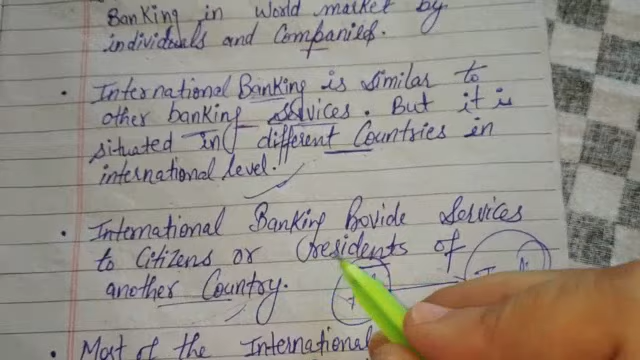 Banking in World market by
individuals and Companies.
• International Banking is similar to
other banking services. But it is
situated in different Countries in
international level.
• International Banking Provide Services
to Citizens or residents of
another Country.
• Most of the International